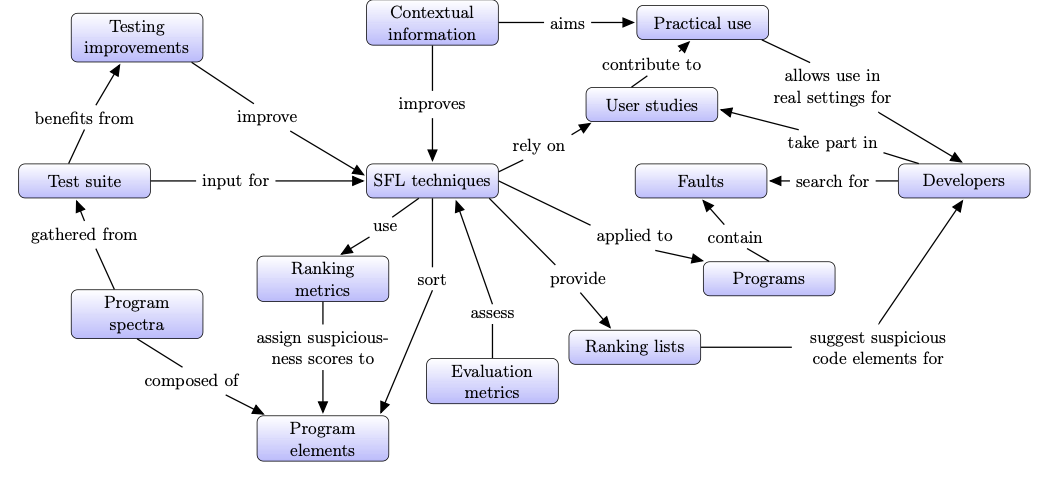 Contextual
information
aims
Practical use
Testing
improvements
contribute to
allows use in
real settings for
benefits from
improve
improves
User studies
rely on
take part in
Test suite
input for
SFL techniques
Faults
search for
Developers
gathered from
use
applied to
contain
Ranking
metrics
sort
provide
Programs
Program
spectra
assess
assign suspicious-
ness scores to
Ranking lists
suggest suspicious
code elements for
composed of
Evaluation
metrics
Program
elements